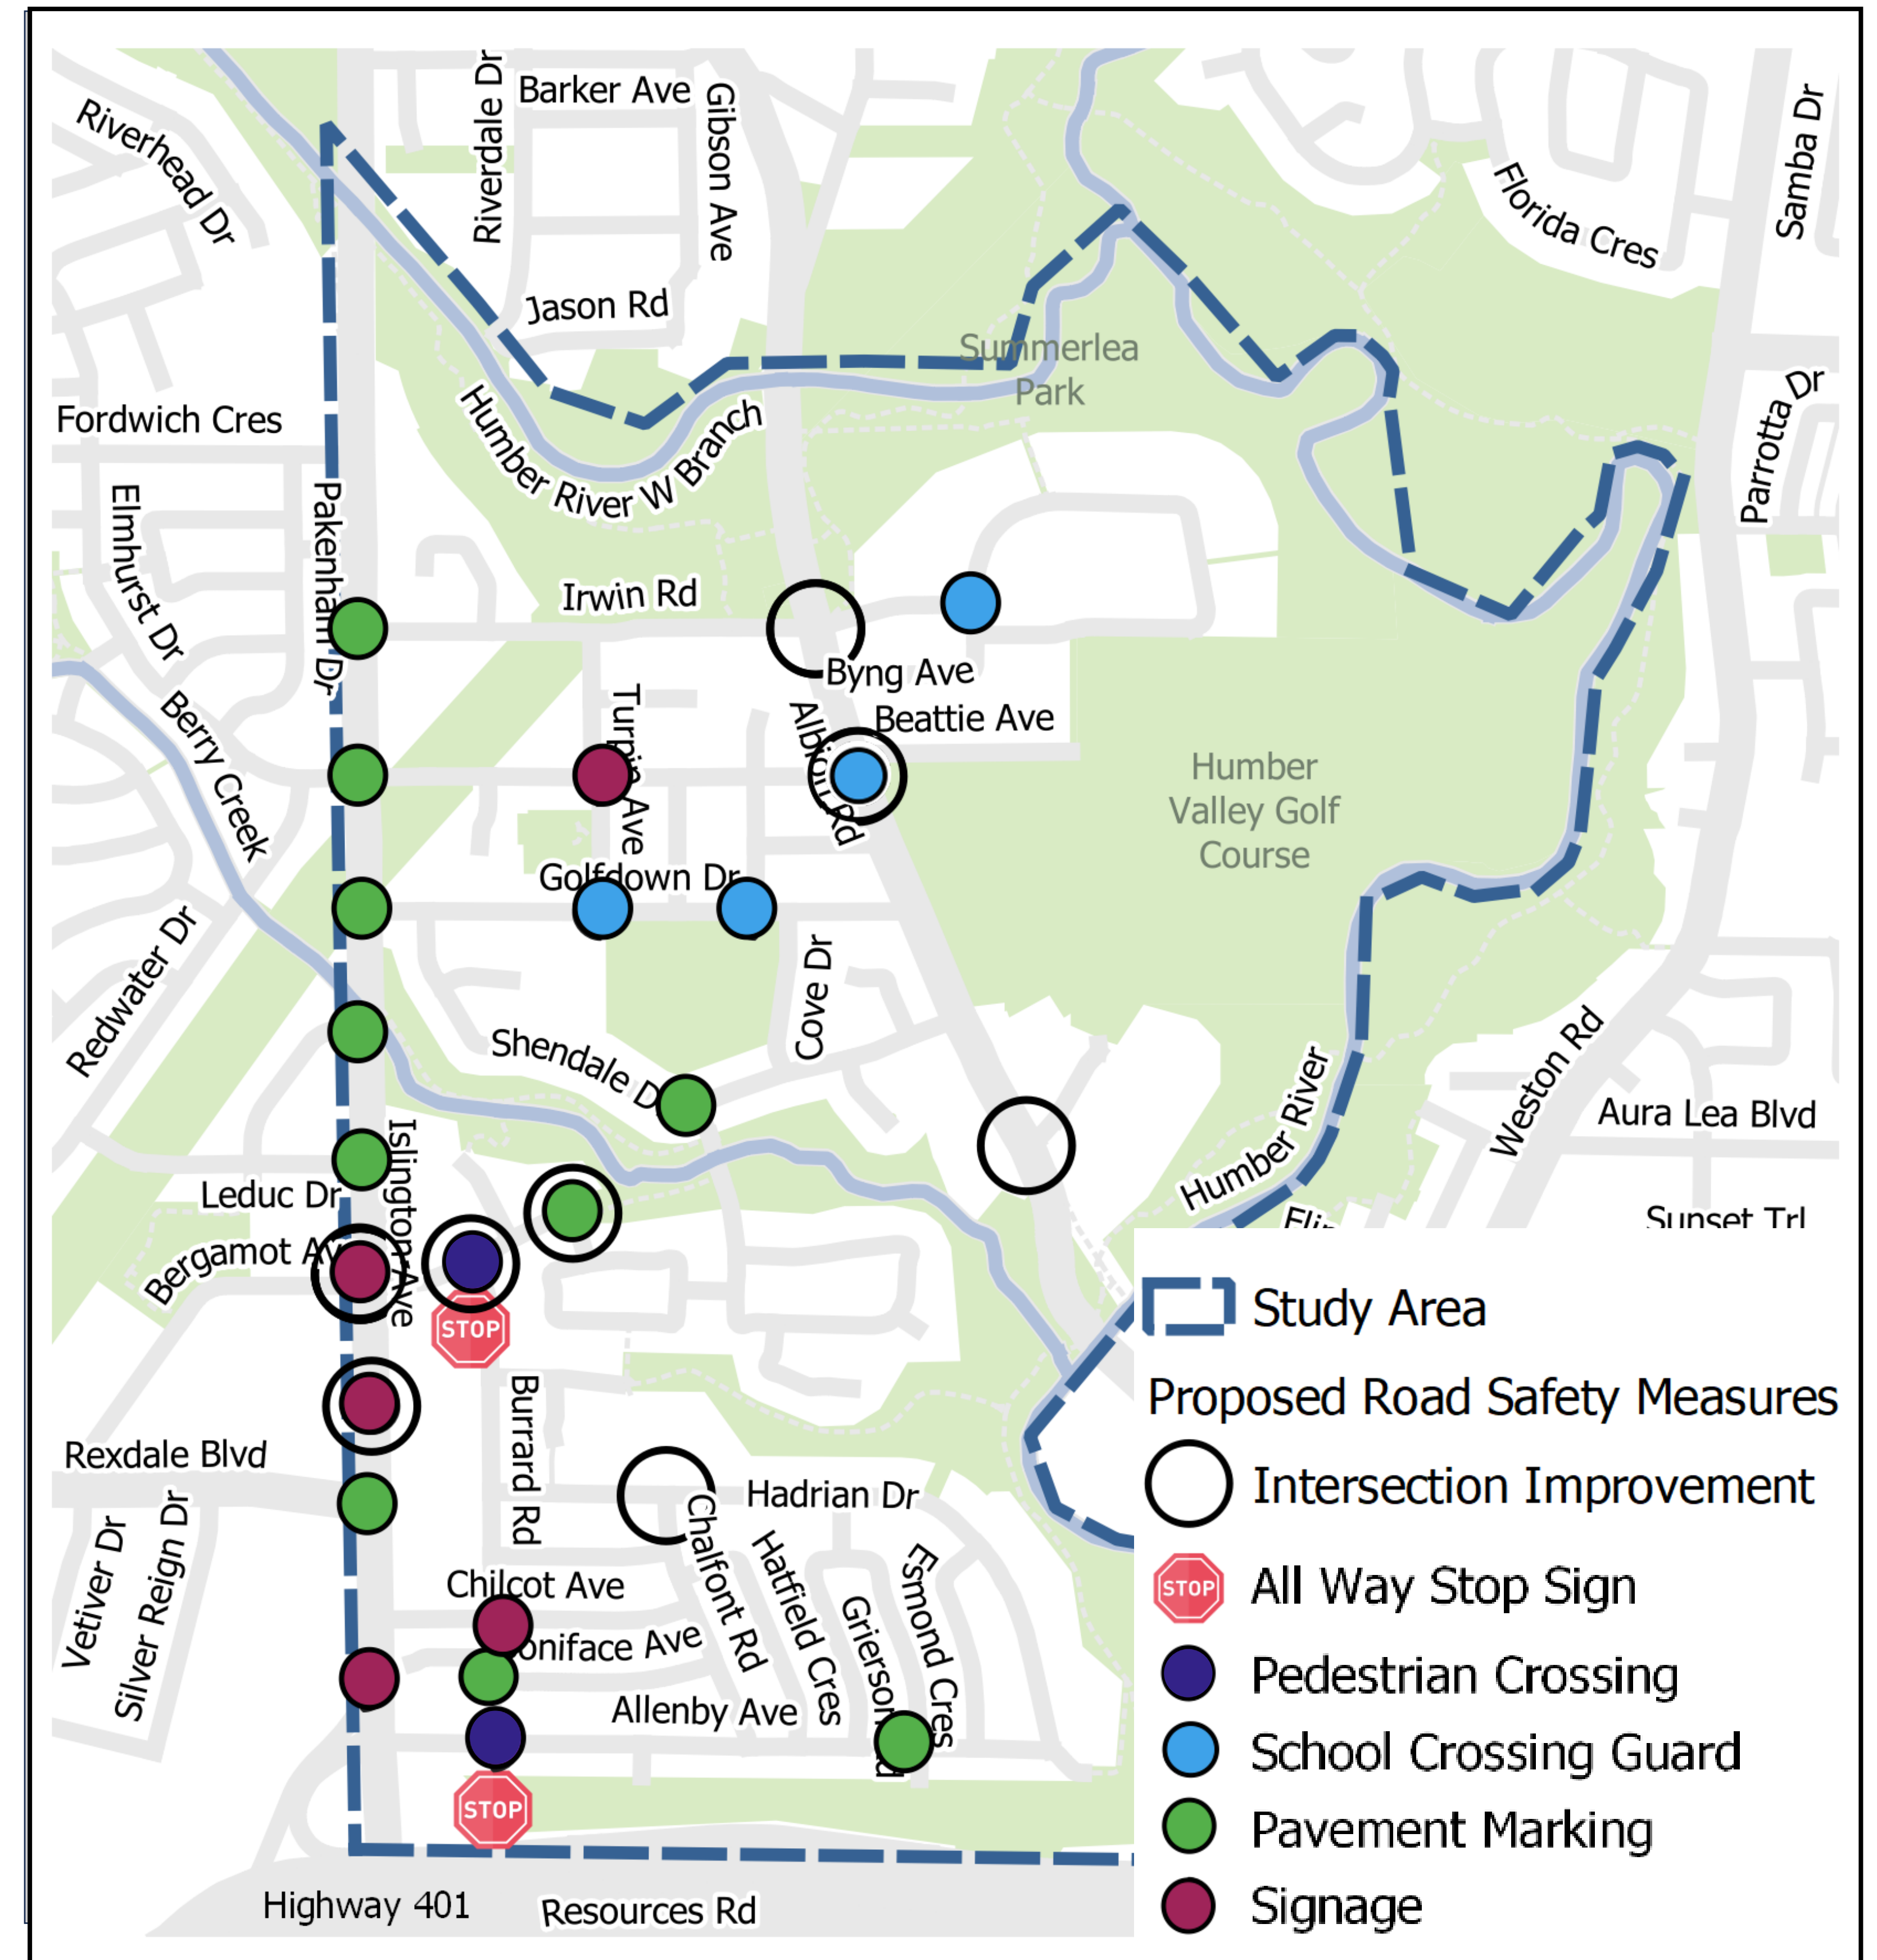 Barker Ave
Riverdale Dr
Gibson Ave
Riverhead Dr
Samba Dr
Florida Cres
Jason Rd
Summerlea
Park
Parrotta Dr
Fordwich Cres
Humber River W Branch
Elmhurst Dr
Pakenham Dr
Irwin Rd
Byng Ave
Beattie Ave
Turpin Ave
Albion Rd
Berry Creek
Humber
Valley Golf
Course
Golfdown Dr
Redwater Dr
Cove Dr
Shendale D
Weston Rd
Humber River
Aura Lea Blvd
Islington Ave
Leduc Dr
Sunset Trl
Bergamot Av
STOP
Study Area
Proposed Road Safety Measures
Burrard Rd
Rexdale Blvd
Hadrian Dr
Intersection Improvement
Chalfont Rd
Vetiver Dr
Silver Reign Dr
Hatfield Cres
Esmond Cres
Chilcot Ave
STOP
All Way Stop Sign
Grierson
oniface Ave
Pedestrian Crossing
Allenby Ave
School Crossing Guard
STOP
Pavement Marking
Highway 401
Resources Rd
Signage